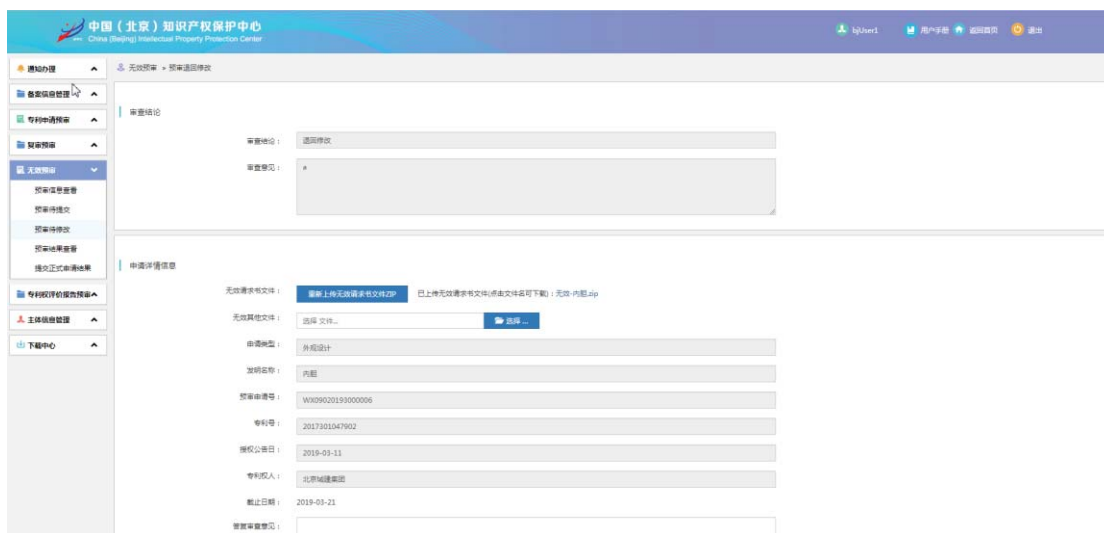 中国（北京）知识产权保护中心
China (Beijing) Intellectual Property Protection Center
bjUser1 用户手册 返回首页 退出
通知办理
无效预审 » 预审退回修改
备案信息管理
专利申请预审
复审预审
无效预审
预审信息查看
预审待提交
预审待修改
预审结果查看
提交正式申请结果
专利权评价报告预审
主体信息管理
下载中心
审查结论
审查结论： 退回修改
审查意见： a
申请详情信息
无效请求书文件： 重新上传无效请求书文件ZIP 已上传无效请求书文件(点击文件名可下载)：无效-内胆.zip
无效其他文件： 选择 文件... 选择 ...
申请类型： 外观设计
发明名称： 内胆
预审申请号： WX09020193000006
专利号： 2017301047902
授权公告日： 2019-03-11
专利权人： 北京城建集团
截止日期： 2019-03-21
答复审查意见：